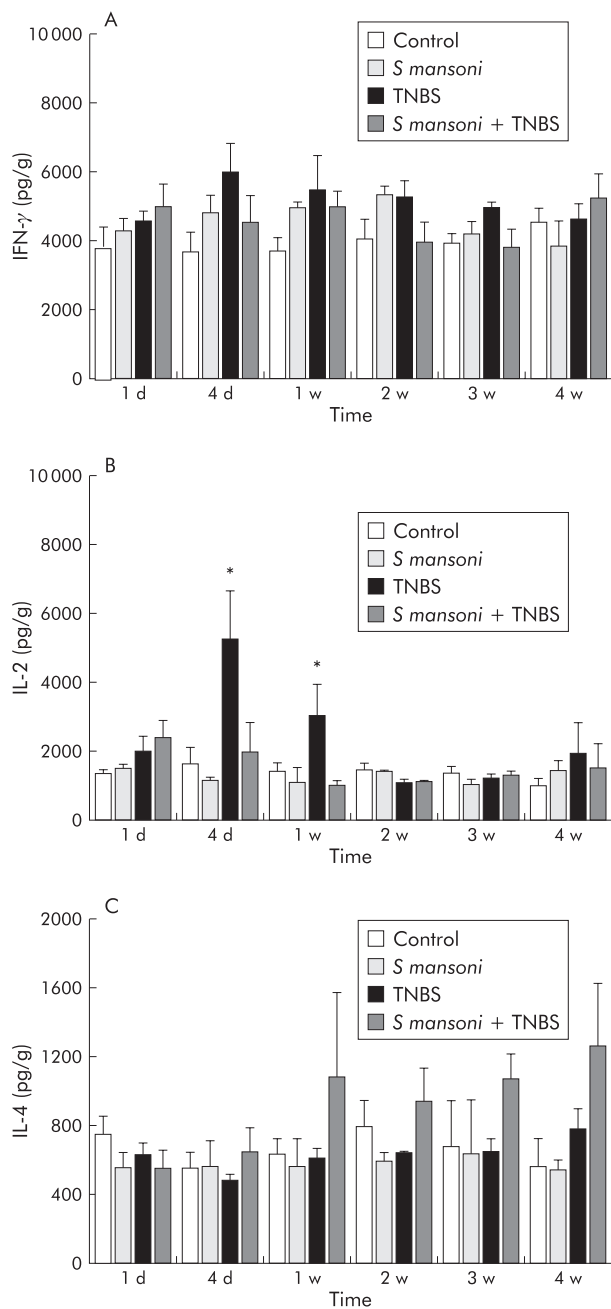 A
10 000
8000
6000
4000
2000
0
IFN-γ (pg/g)
Control
S mansoni
TNBS
S mansoni + TNBS
1 d 4 d 1 w 2 w 3 w 4 w
Time
B
10 000
8000
6000
4000
2000
0
IL-2 (pg/g)
Control
S mansoni
TNBS
S mansoni + TNBS
*
*
1 d 4 d 1 w 2 w 3 w 4 w
Time
C
2000
1600
1200
800
400
0
IL-4 (pg/g)
Control
S mansoni
TNBS
S mansoni + TNBS
1 d 4 d 1 w 2 w 3 w 4 w
Time